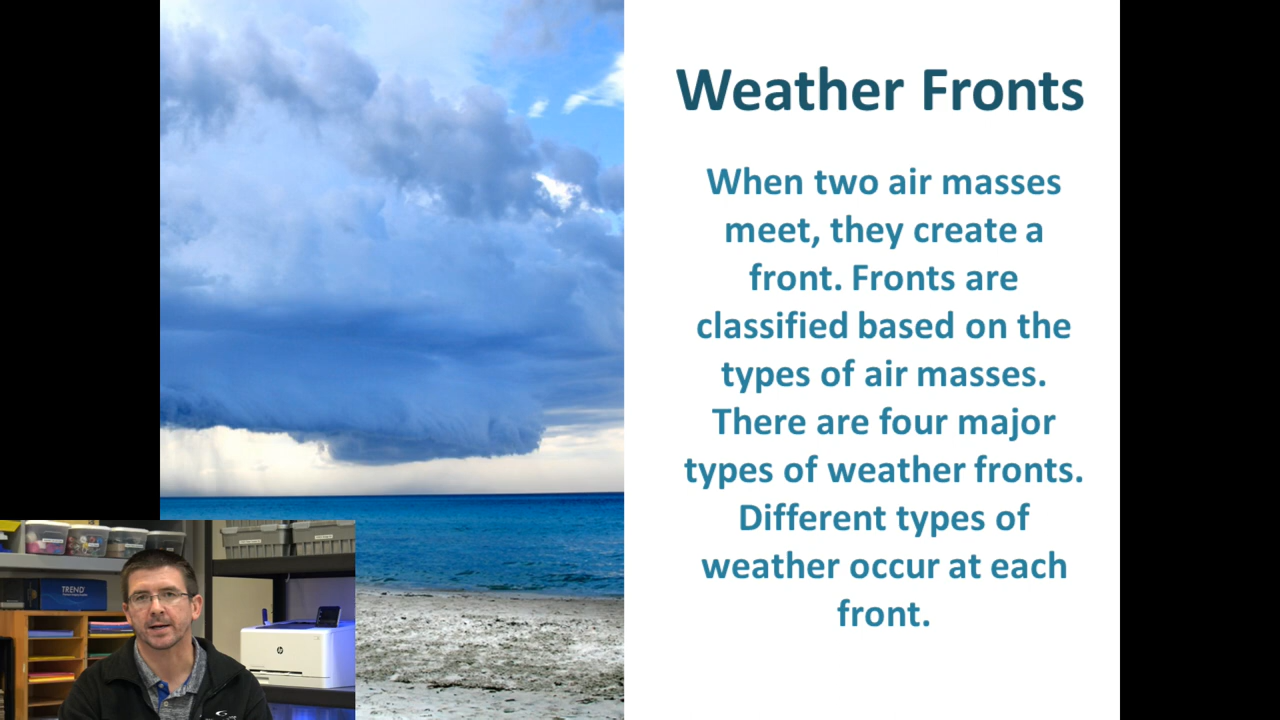 Weather Fronts
When two air masses
meet, they create a
front. Fronts are
classified based on the
types of air masses.
There are four major
types of weather fronts.
Different types of
weather occur at each
front.
TREND
hp